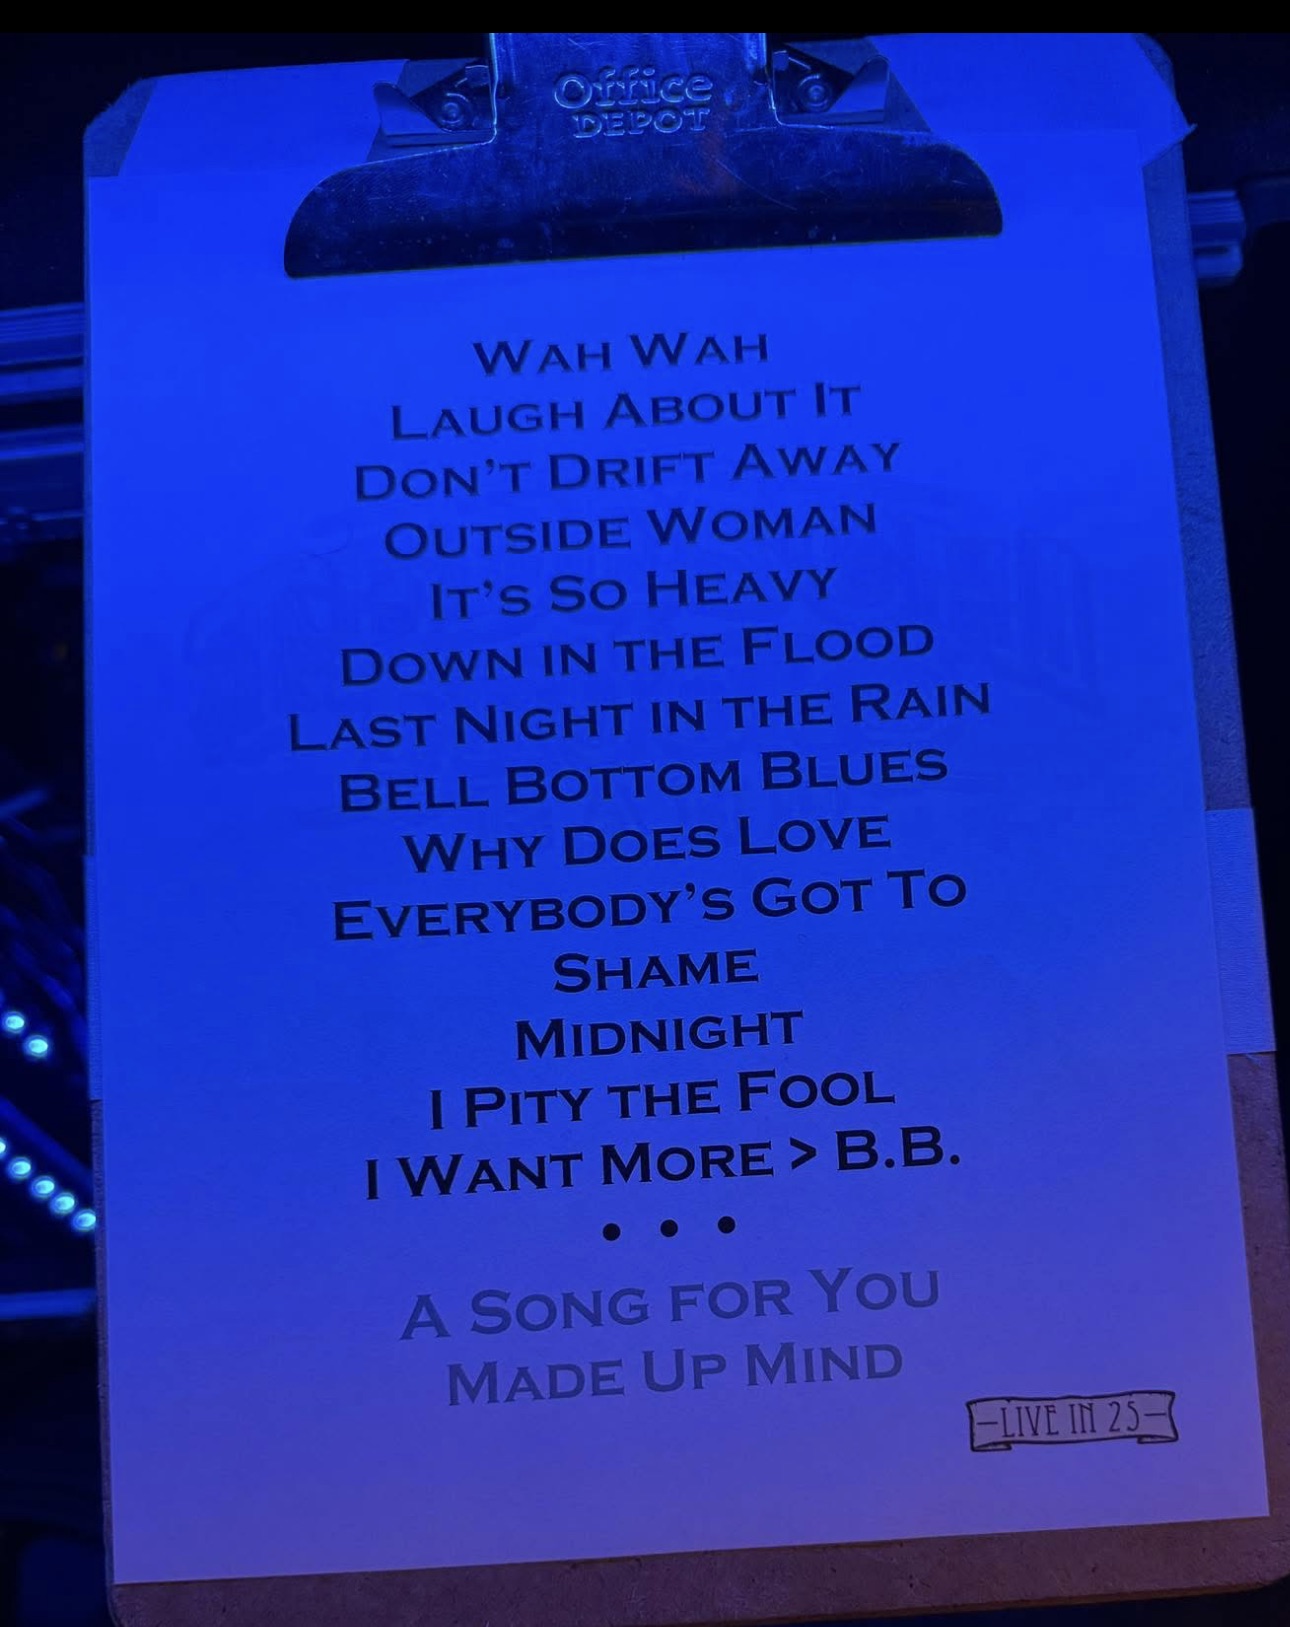 Office
DEPOT
WAH WAH
LAUGH ABOUT IT
DON'T DRIFT AWAY
OUTSIDE WOMAN
IT'S SO HEAVY
DOWN IN THE FLOOD
LAST NIGHT IN THE RAIN
BELL BOTTOM BLUES
WHY DOES LOVE
EVERYBODY'S GOT TO
SHAME
MIDNIGHT
I PITY THE FOOL
I WANT MORE > B.B.
• • •
A SONG FOR YOU
MADE UP MIND
-LIVE IN 25-